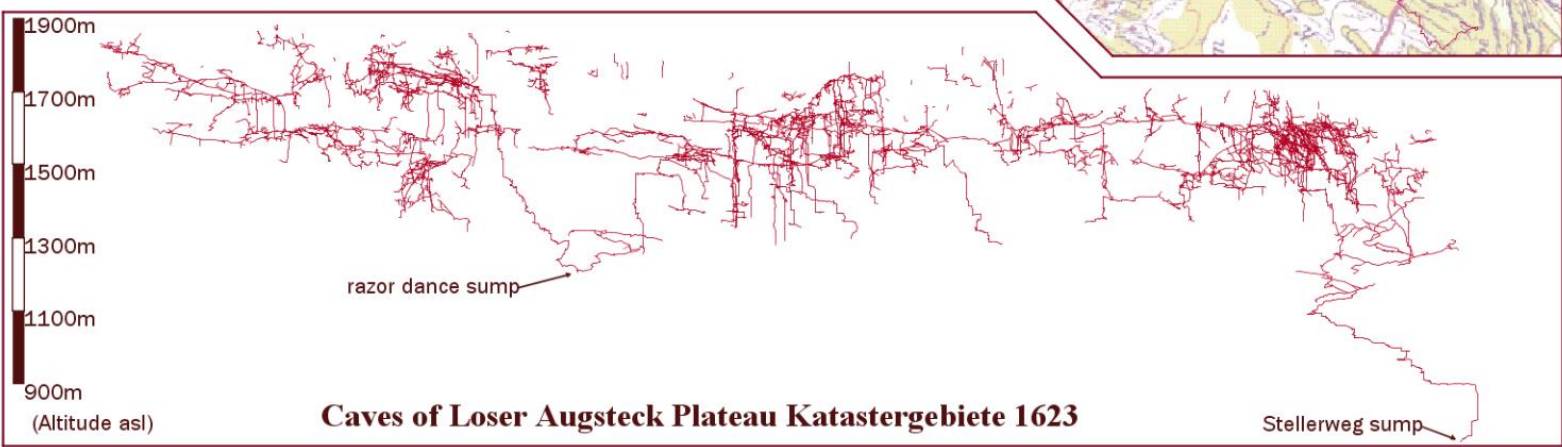 1900m
1700m
1500m
1300m
razor dance sump
1100m
900m
(Altitude asl)
Caves of Loser Augsteck Plateau Katastergebiete 1623
Stellerweg sump